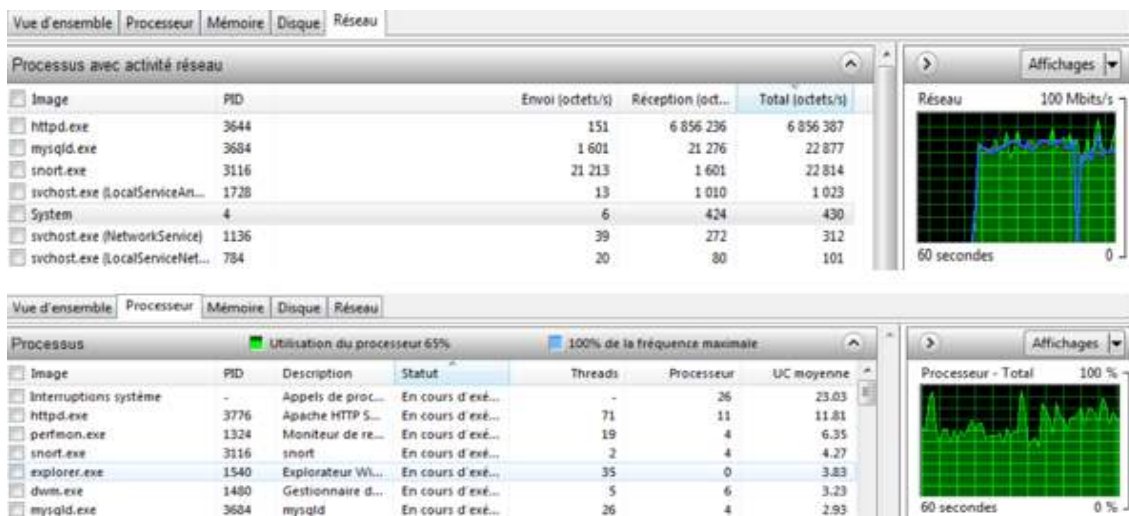 Vue d'ensemble Processeur Mémoire Disque Réseau
Processus avec activité réseau Affichages
Image PID Envoi (octets/s) Réception (oct... Total (octets/s) Réseau 100 Mbits/s
httpd.exe 3644 151 6 856 236 6 856 387
mysqld.exe 3684 1 601 21 276 22 877
snort.exe 3116 21 213 1 601 22 814
svchost.exe (LocalServiceAn... 1728 13 1 010 1 023
System 4 6 424 430
svchost.exe (NetworkService) 1136 39 272 312
svchost.exe (LocalServiceNet... 784 20 80 101 60 secondes 0
Vue d'ensemble Processeur Mémoire Disque Réseau
Processus Utilisation du processeur 65% 100% de la fréquence maximale Affichages
Image PID Description Statut Threads Processeur UC moyenne Processeur - Total 100 %
Interruptions système - Appels de proc... En cours d'exé... - 26 23.03
httpd.exe 3776 Apache HTTP S... En cours d'exé... 71 11 11.81
perfmon.exe 1324 Moniteur de re... En cours d'exé... 19 4 6.35
snort.exe 3116 snort En cours d'exé... 2 4 4.27
explorer.exe 1540 Explorateur Wi... En cours d'exé... 35 0 3.83
dwm.exe 1480 Gestionnaire d... En cours d'exé... 5 6 3.23
mysqld.exe 3684 mysqld En cours d'exé... 26 4 2.93 60 secondes 0 %